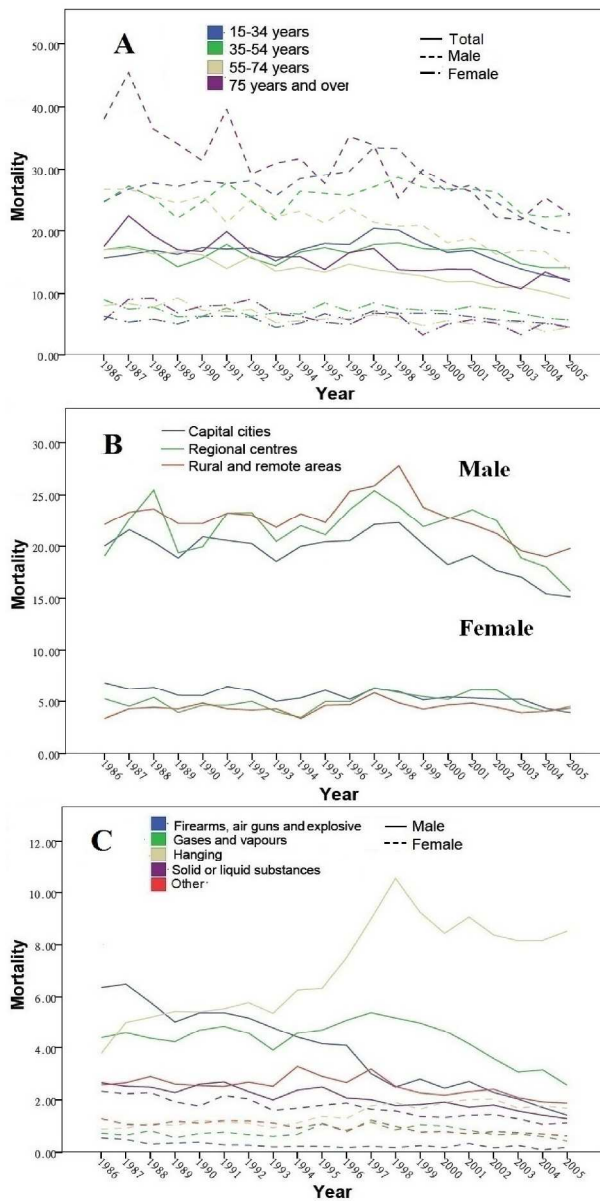 A
15-34 years
35-54 years
55-74 years
75 years and over
Total
Male
Female
50.00
40.00
30.00
20.00
10.00
0.00
Mortality
1986 1987 1988 1989 1990 1991 1992 1993 1994 1995 1996 1997 1998 1999 2000 2001 2002 2003 2004 2005
Year
B
Capital cities
Regional centres
Rural and remote areas
Male
Female
30.00
25.00
20.00
15.00
10.00
5.00
0.00
Mortality
1986 1987 1988 1989 1990 1991 1992 1993 1994 1995 1996 1997 1998 1999 2000 2001 2002 2003 2004 2005
Year
C
Firearms, air guns and explosive
Gases and vapours
Hanging
Solid or liquid substances
Other
Male
Female
12.00
10.00
8.00
6.00
4.00
2.00
0.00
Mortality
1986 1987 1988 1989 1990 1991 1992 1993 1994 1995 1996 1997 1998 1999 2000 2001 2002 2003 2004 2005
Year